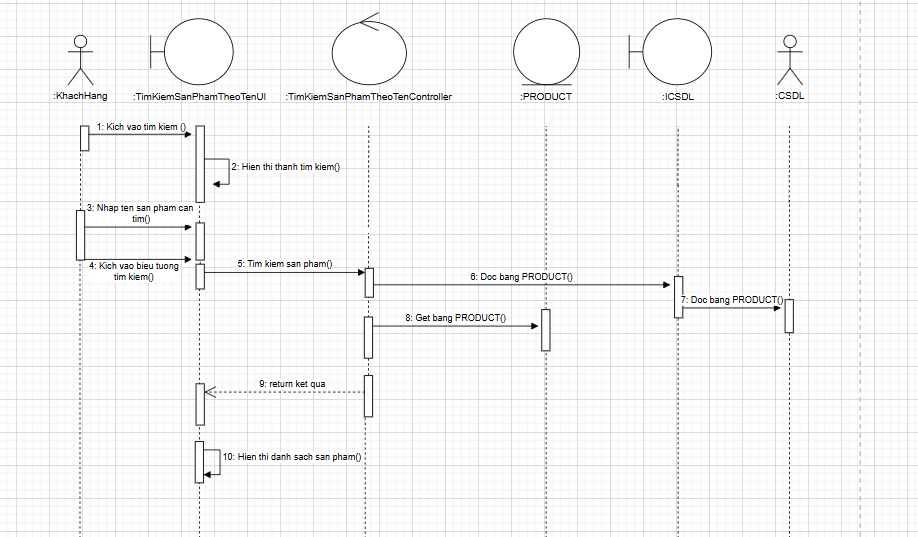 :KhachHang
:TimKiemSanPhamTheoTenUI
:TimKiemSanPhamTheoTenController
:PRODUCT
:ICSDL
:CSDL
1: Kich vao tim kiem ()
2: Hien thi thanh tim kiem()
3: Nhap ten san pham can
tim()
4: Kich vao bieu tuong
tim kiem()
5: Tim kiem san pham()
6: Doc bang PRODUCT()
7: Doc bang PRODUCT()
8: Get bang PRODUCT()
9: return ket qua
10: Hien thi danh sach san pham()